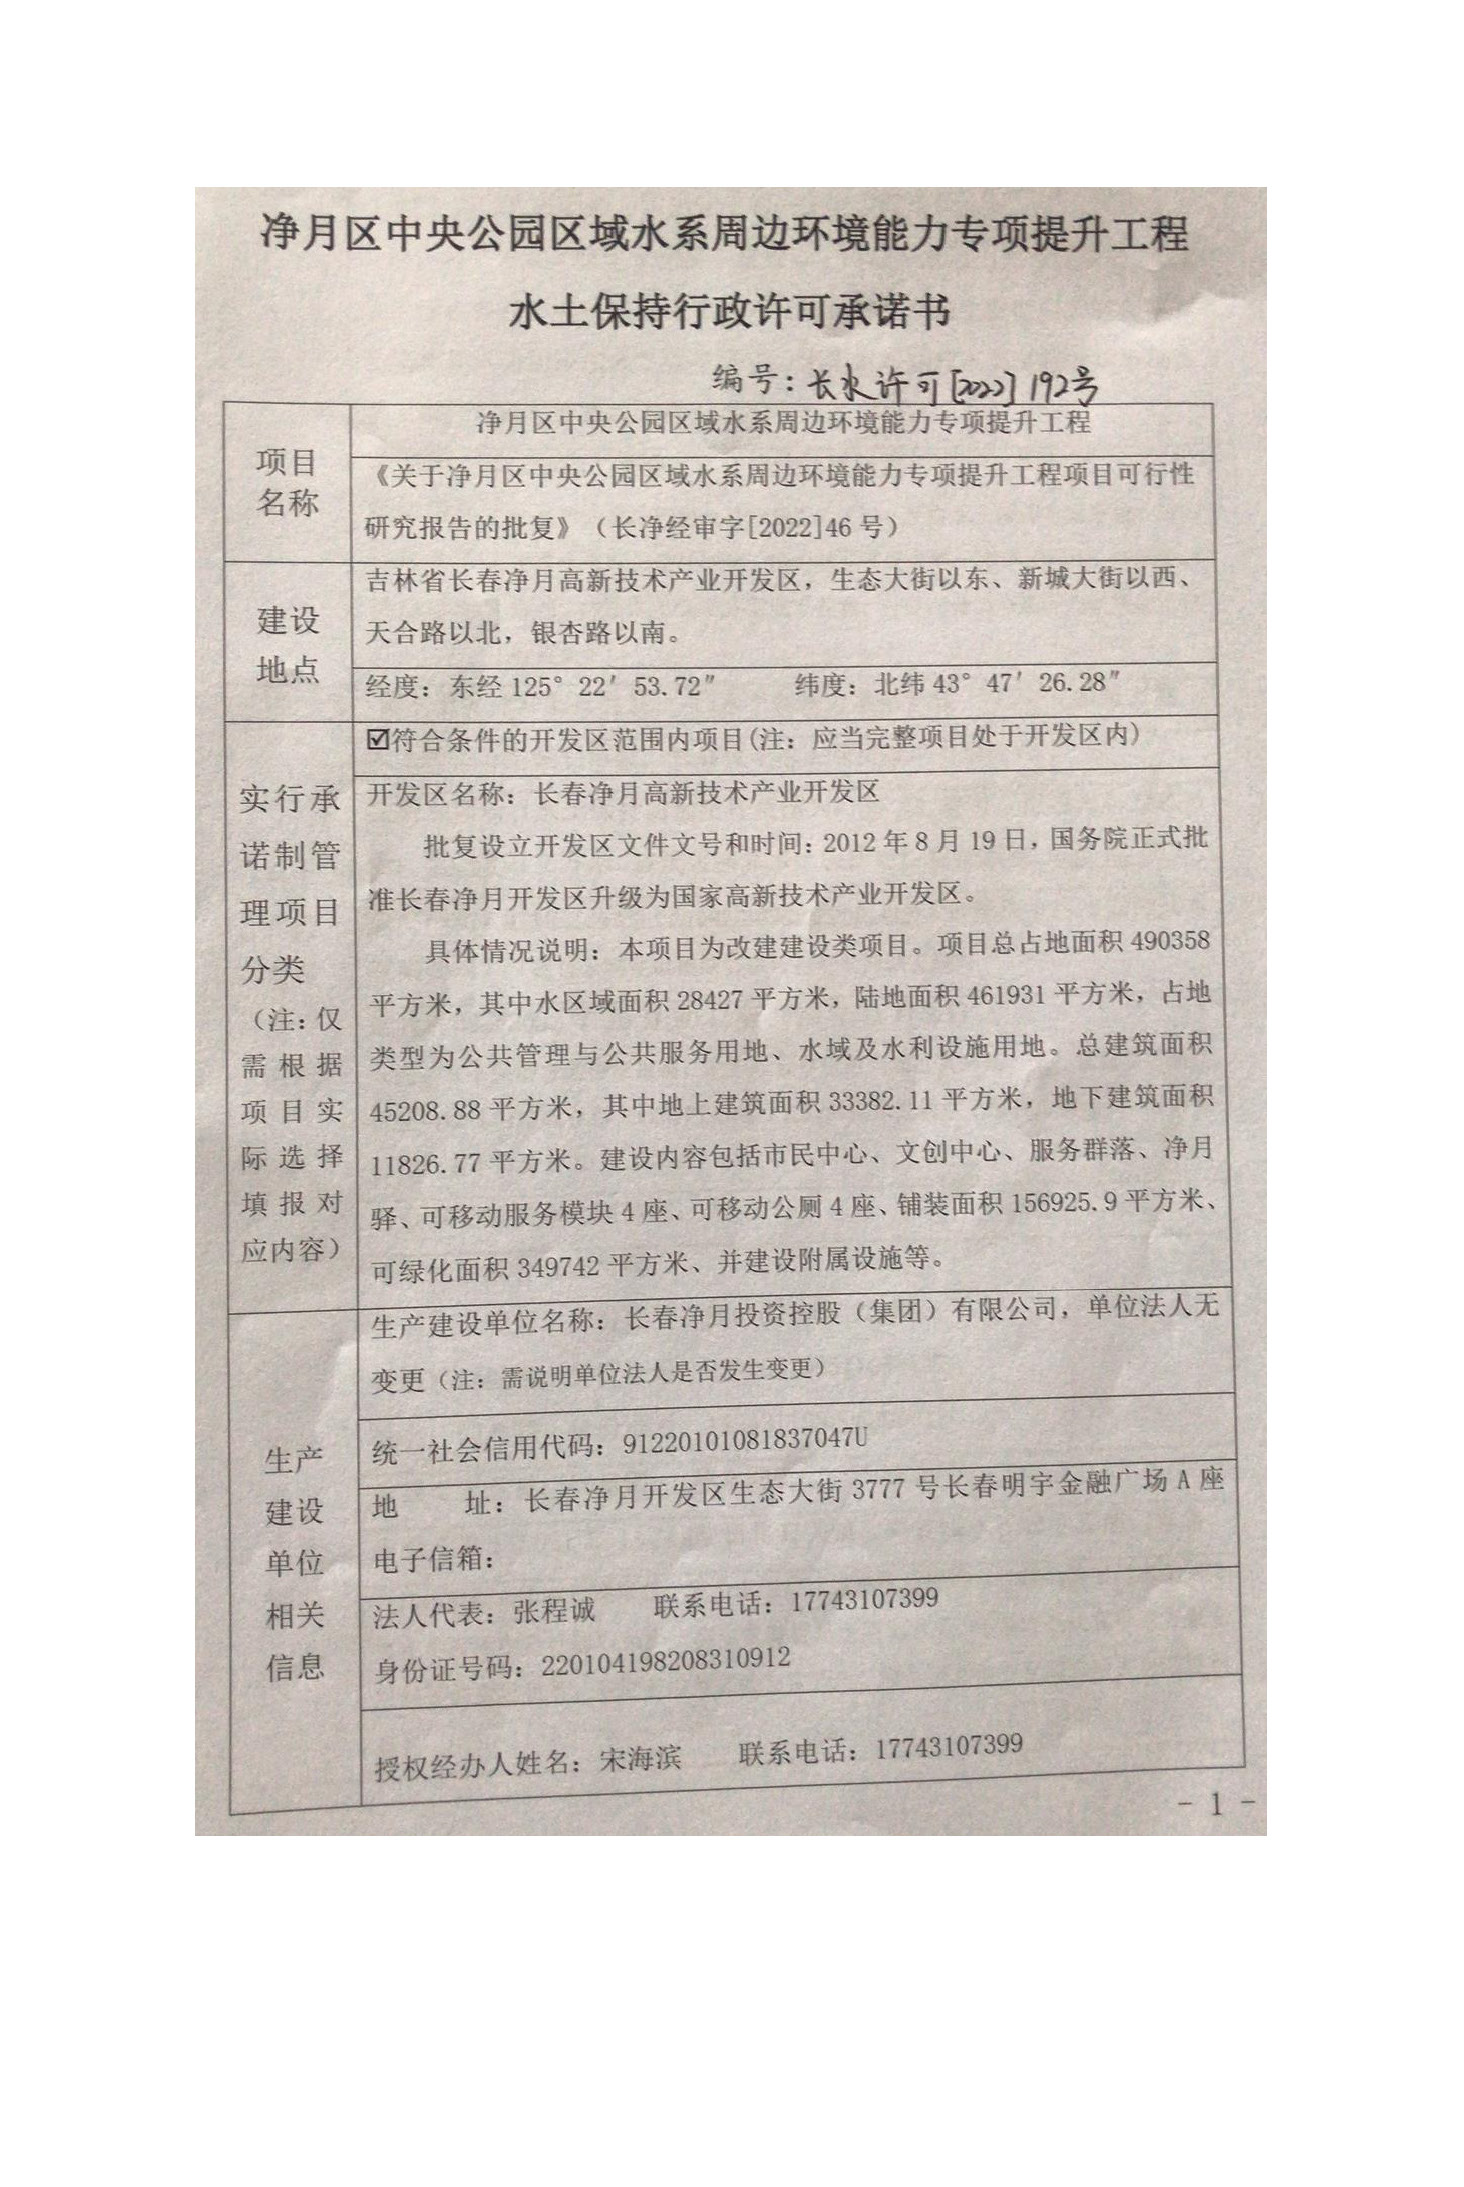 净月区中央公园区域水系周边环境能力专项提升工程
水土保持行政许可承诺书
编号：长水许可[2022]192号
项目
名称
净月区中央公园区域水系周边环境能力专项提升工程
《关于净月区中央公园区域水系周边环境能力专项提升工程项目可行性
研究报告的批复》（长净经审字[2022]46号）
建设
地点
吉林省长春净月高新技术产业开发区，生态大街以东、新城大街以西、
天合路以北，银杏路以南。
经度：东经125°22′53.72″ 纬度：北纬43°47′26.28″
实行承
诺制管
理项目
分类
（注：仅
需根据
项目实
际选择
填报对
应内容）
☑符合条件的开发区范围内项目(注：应当完整项目处于开发区内)
开发区名称：长春净月高新技术产业开发区
批复设立开发区文件文号和时间：2012年8月19日，国务院正式批
准长春净月开发区升级为国家高新技术产业开发区。
具体情况说明：本项目为改建建设类项目。项目总占地面积490358
平方米，其中水区域面积28427平方米，陆地面积461931平方米，占地
类型为公共管理与公共服务用地、水域及水利设施用地。总建筑面积
45208.88平方米，其中地上建筑面积33382.11平方米，地下建筑面积
11826.77平方米。建设内容包括市民中心、文创中心、服务群落、净月
驿、可移动服务模块4座、可移动公厕4座、铺装面积156925.9平方米、
可绿化面积349742平方米、并建设附属设施等。
生产
建设
单位
相关
信息
生产建设单位名称：长春净月投资控股（集团）有限公司，单位法人无
变更（注：需说明单位法人是否发生变更）
统一社会信用代码：91220101081837047U
地 址：长春净月开发区生态大街3777号长春明宇金融广场A座
电子信箱：
法人代表：张程诚 联系电话：17743107399
身份证号码：220104198208310912
授权经办人姓名：宋海滨 联系电话：17743107399
- 1 -